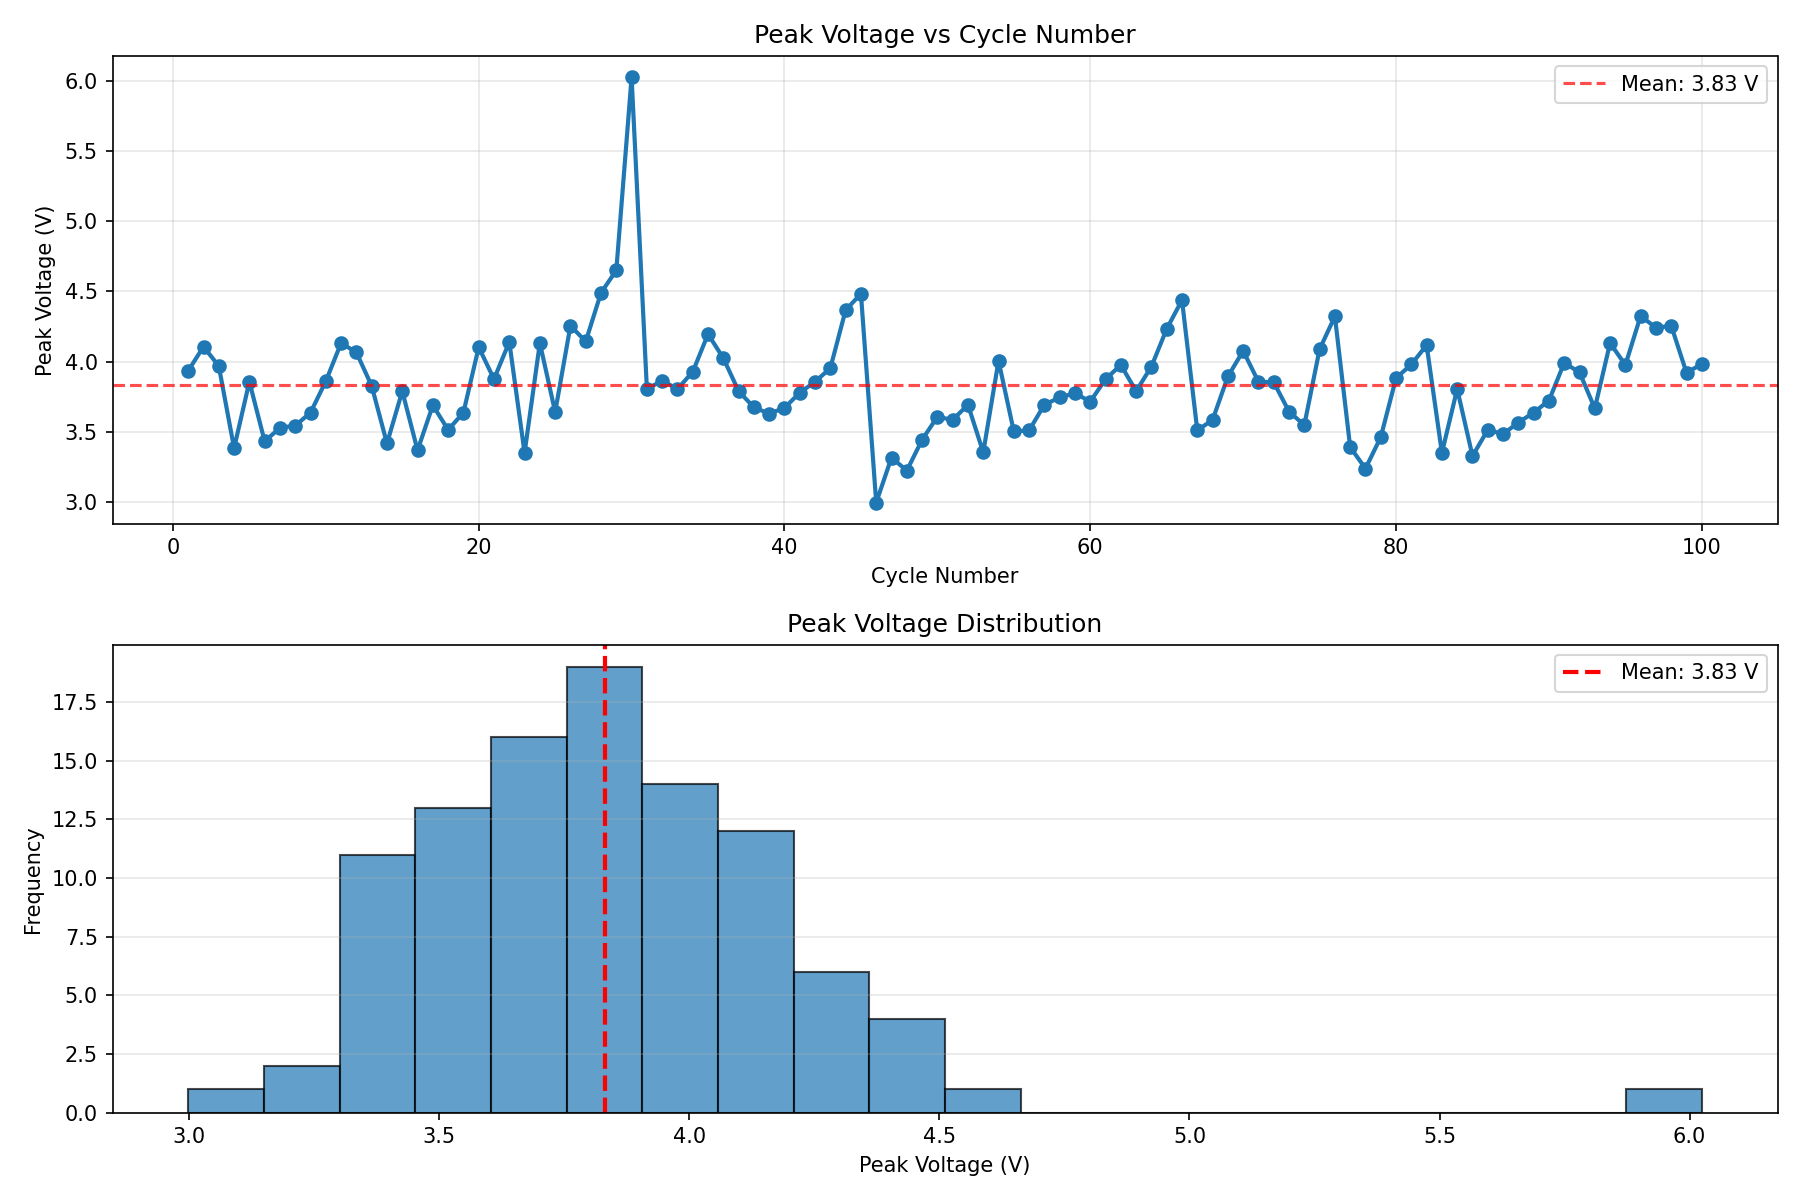 Peak Voltage vs Cycle Number
Mean: 3.83 V
Peak Voltage (V)
6.0
5.5
5.0
4.5
4.0
3.5
3.0
0 20 40 60 80 100
Cycle Number
Peak Voltage Distribution
Mean: 3.83 V
Frequency
17.5
15.0
12.5
10.0
7.5
5.0
2.5
0.0
3.0 3.5 4.0 4.5 5.0 5.5 6.0
Peak Voltage (V)